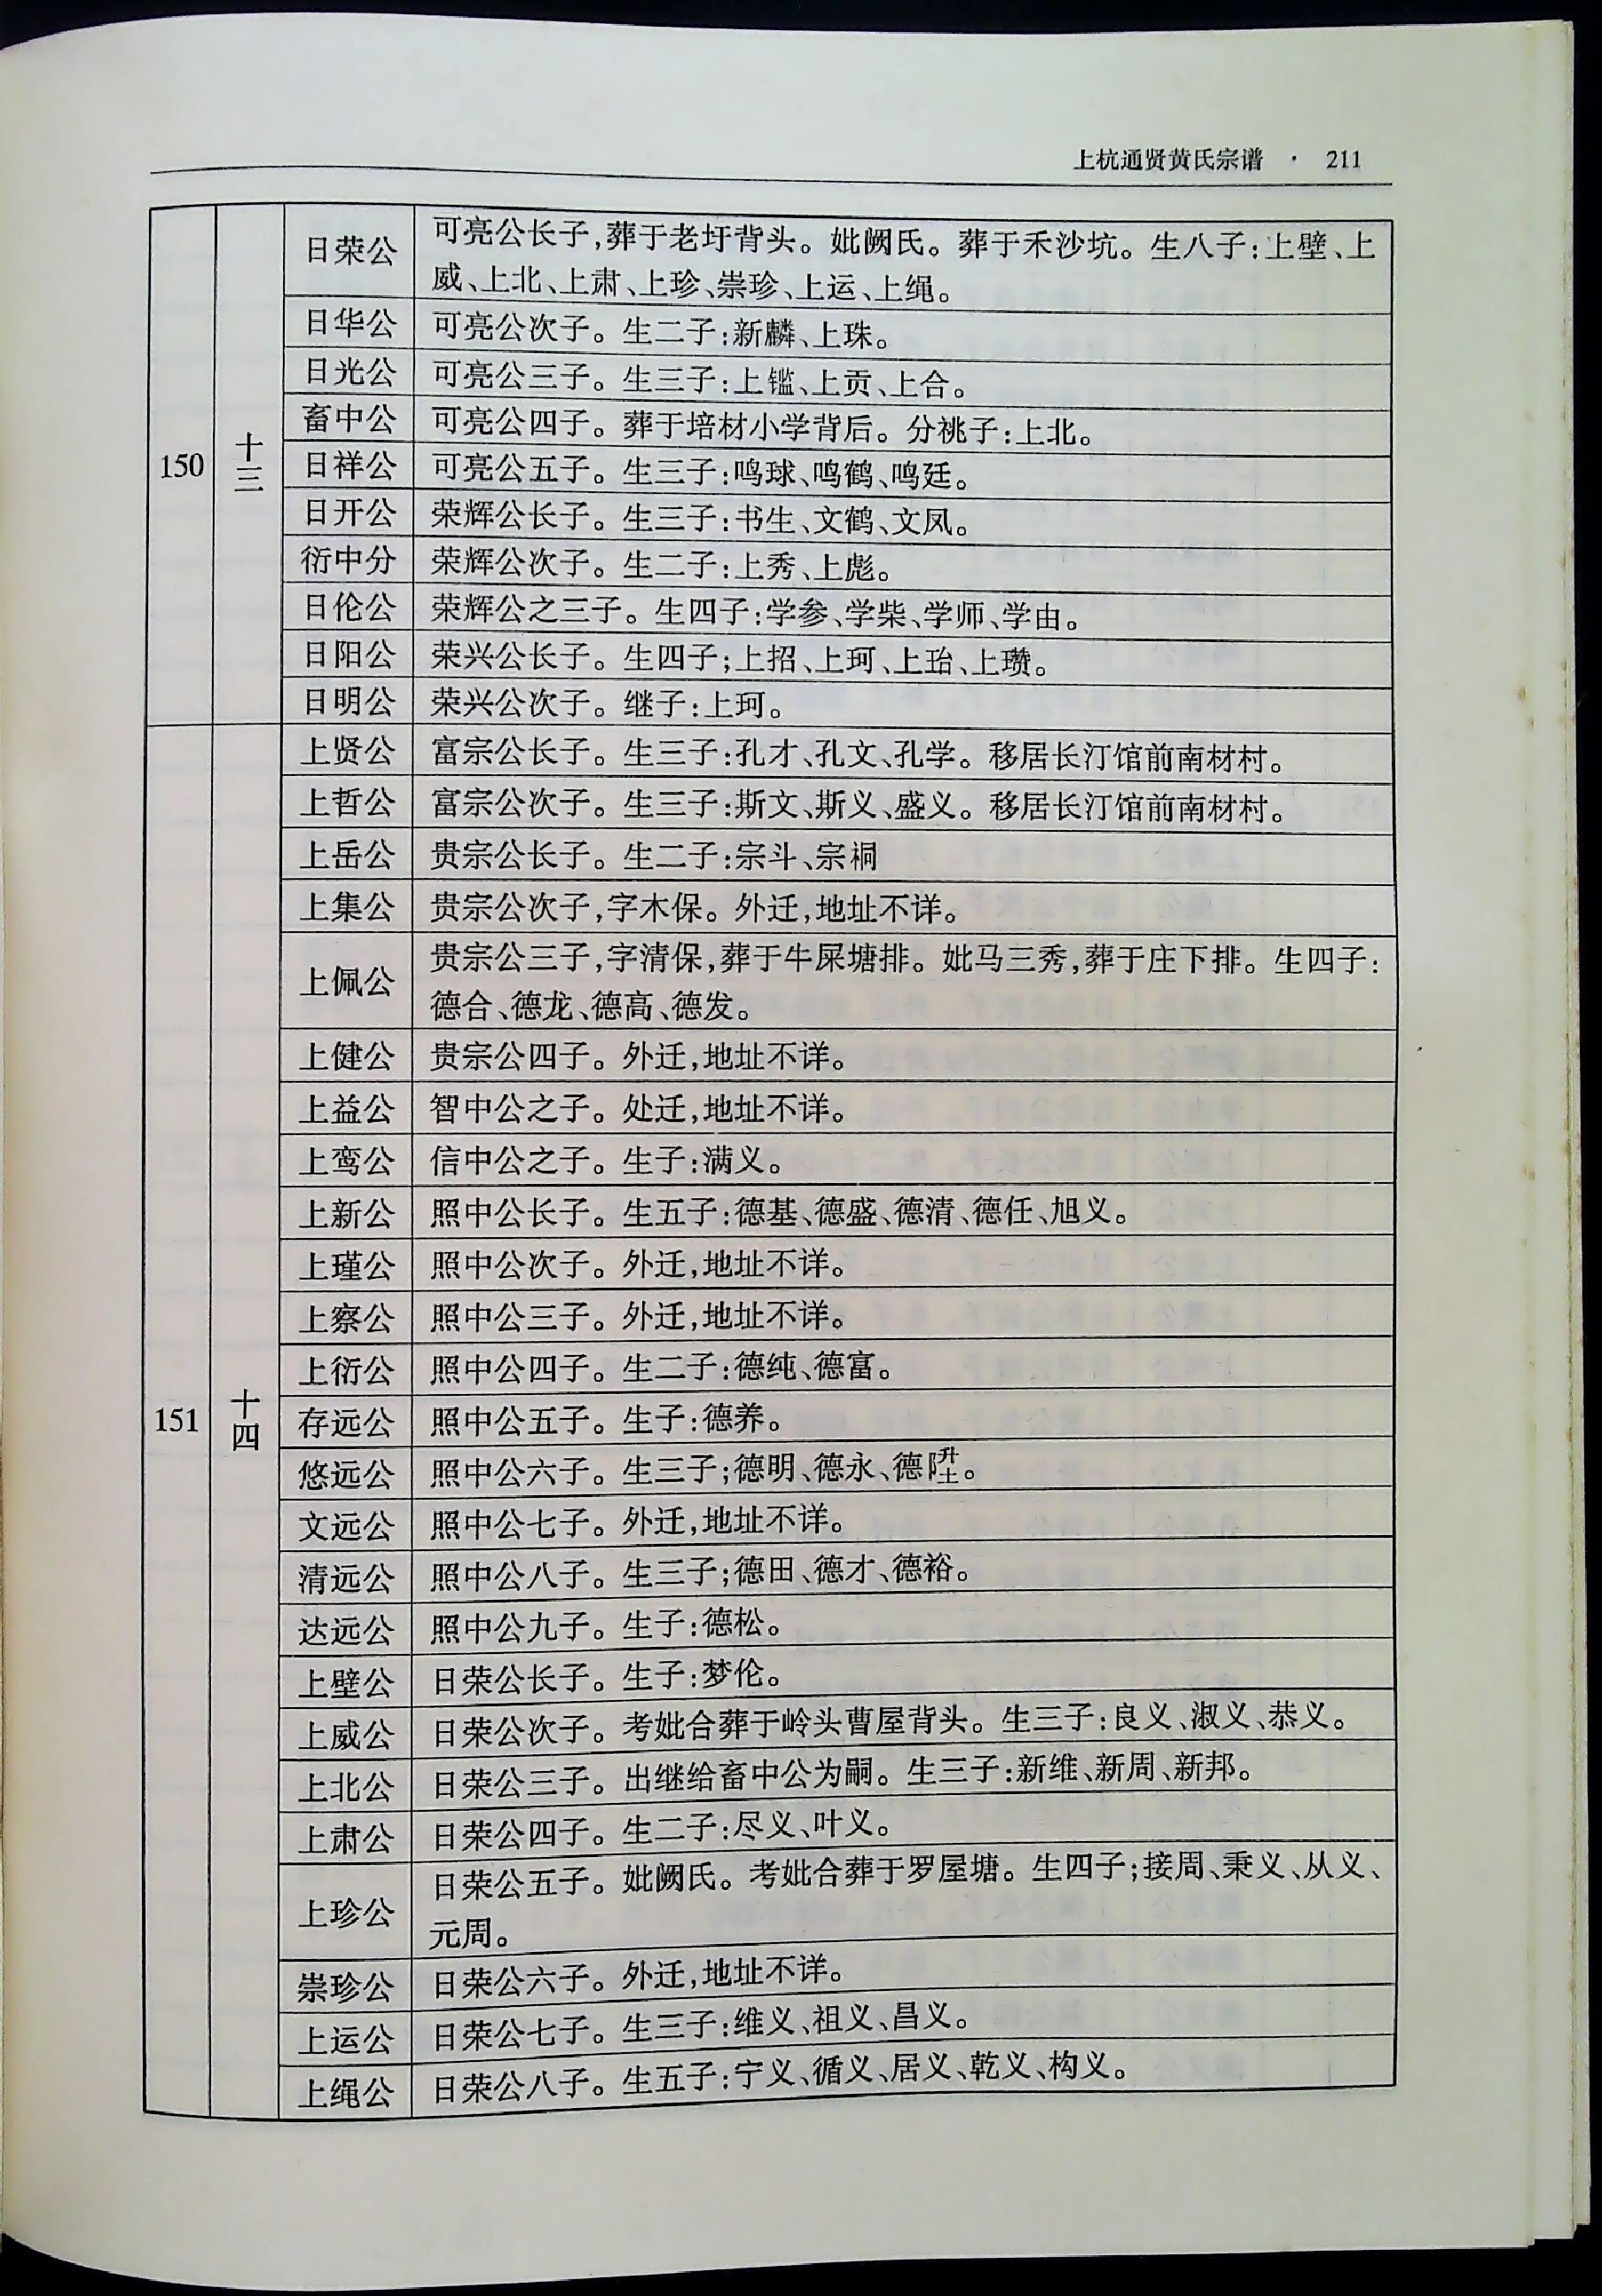 上杭通贤黄氏宗谱 · 211
150 十三
日荣公 可亮公长子,葬于老圩背头。妣阙氏。葬于禾沙坑。生八子:上壁、上
威、上北、上肃、上珍、崇珍、上运、上绳。
日华公 可亮公次子。生二子:新麟、上珠。
日光公 可亮公三子。生三子:上镒、上贡、上合。
畜中公 可亮公四子。葬于培材小学背后。分祧子:上北。
日祥公 可亮公五子。生三子:鸣球、鸣鹤、鸣廷。
日开公 荣辉公长子。生三子:书生、文鹤、文凤。
衍中分 荣辉公次子。生二子:上秀、上彪。
日伦公 荣辉公之三子。生四子:学参、学柴、学师、学由。
日阳公 荣兴公长子。生四子;上招、上珂、上珆、上瓒。
日明公 荣兴公次子。继子:上珂。
151 十四
上贤公 富宗公长子。生三子:孔才、孔文、孔学。移居长汀馆前南材村。
上哲公 富宗公次子。生三子:斯文、斯义、盛义。移居长汀馆前南材村。
上岳公 贵宗公长子。生二子:宗斗、宗祠
上集公 贵宗公次子,字木保。外迁,地址不详。
上佩公 贵宗公三子,字清保,葬于牛屎塘排。妣马三秀,葬于庄下排。生四子:
德合、德龙、德高、德发。
上健公 贵宗公四子。外迁,地址不详。
上益公 智中公之子。处迁,地址不详。
上鸾公 信中公之子。生子:满义。
上新公 照中公长子。生五子:德基、德盛、德清、德任、旭义。
上瑾公 照中公次子。外迁,地址不详。
上察公 照中公三子。外迁,地址不详。
上衍公 照中公四子。生二子:德纯、德富。
存远公 照中公五子。生子:德养。
悠远公 照中公六子。生三子;德明、德永、德陞。
文远公 照中公七子。外迁,地址不详。
清远公 照中公八子。生三子;德田、德才、德裕。
达远公 照中公九子。生子:德松。
上壁公 日荣公长子。生子:梦伦。
上威公 日荣公次子。考妣合葬于岭头曹屋背头。生三子:良义、淑义、恭义。
上北公 日荣公三子。出继给畜中公为嗣。生三子:新维、新周、新邦。
上肃公 日荣公四子。生二子:尽义、叶义。
上珍公 日荣公五子。妣阙氏。考妣合葬于罗屋塘。生四子;接周、秉义、从义、
元周。
崇珍公 日荣公六子。外迁,地址不详。
上运公 日荣公七子。生三子:维义、祖义、昌义。
上绳公 日荣公八子。生五子:宁义、循义、居义、乾义、构义。